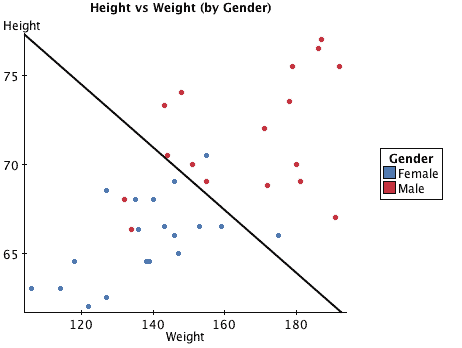 Height vs Weight (by Gender)
Height
75
70
65
120 140 160 180
Weight
Gender
Female
Male